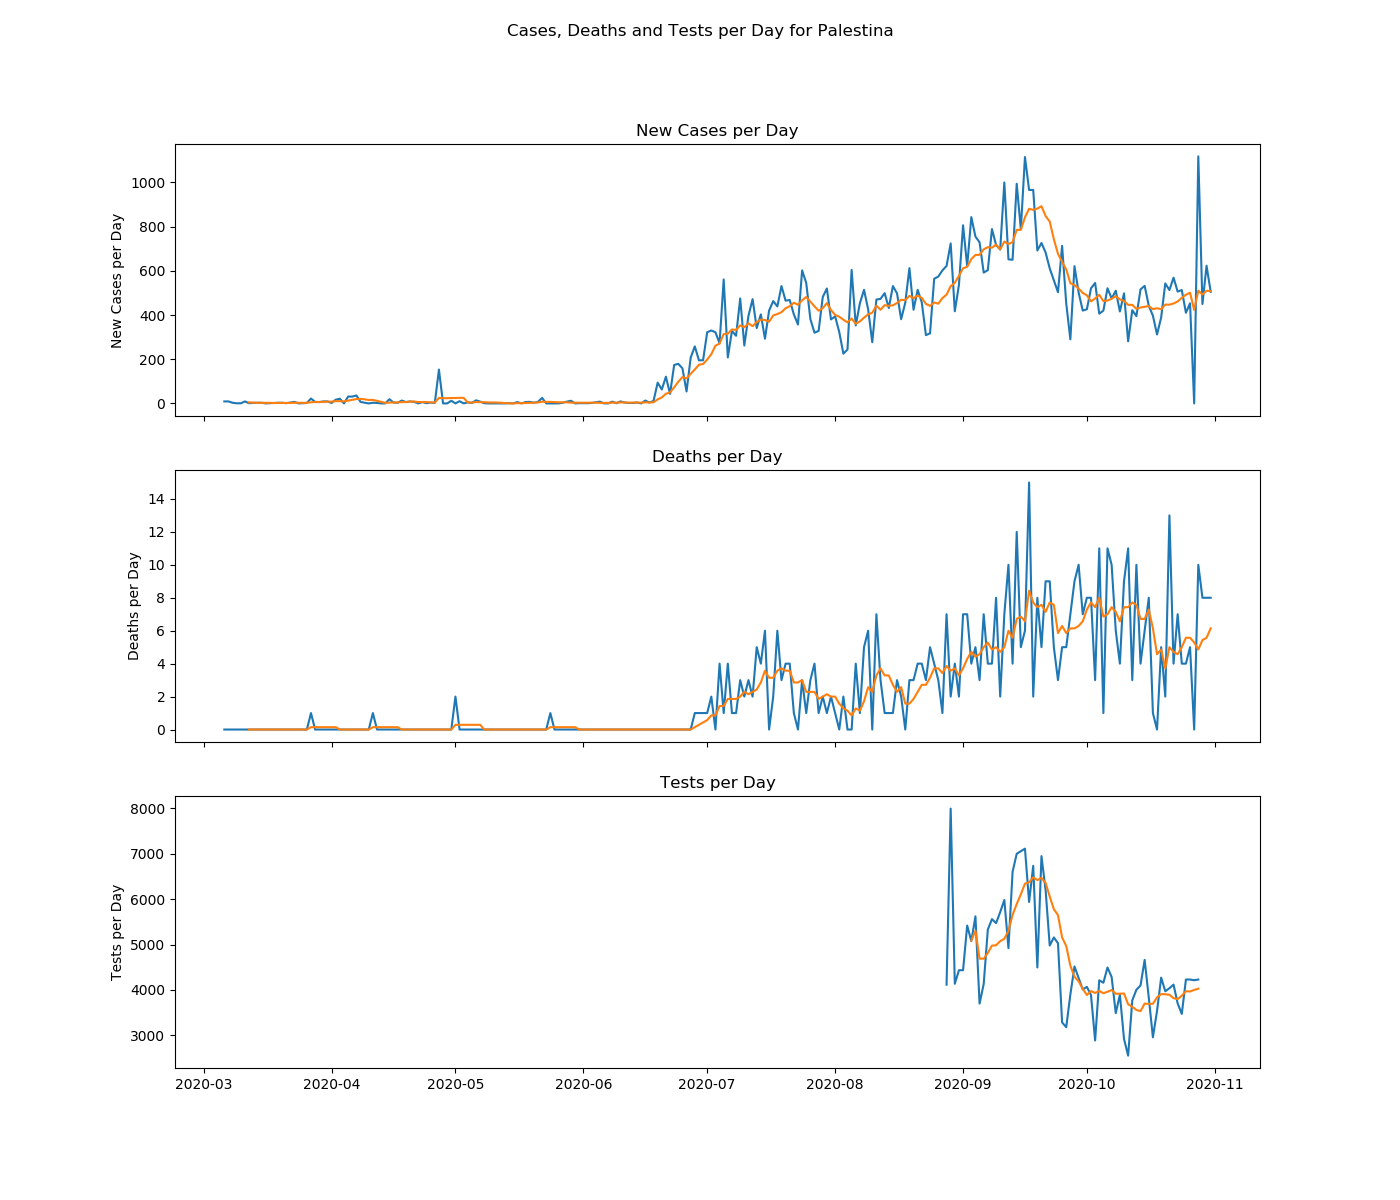 Cases, Deaths and Tests per Day for Palestina
New Cases per Day
New Cases per Day
1000
800
600
400
200
0
Deaths per Day
Deaths per Day
14
12
10
8
6
4
2
0
Tests per Day
Tests per Day
8000
7000
6000
5000
4000
3000
2020-03 2020-04 2020-05 2020-06 2020-07 2020-08 2020-09 2020-10 2020-11